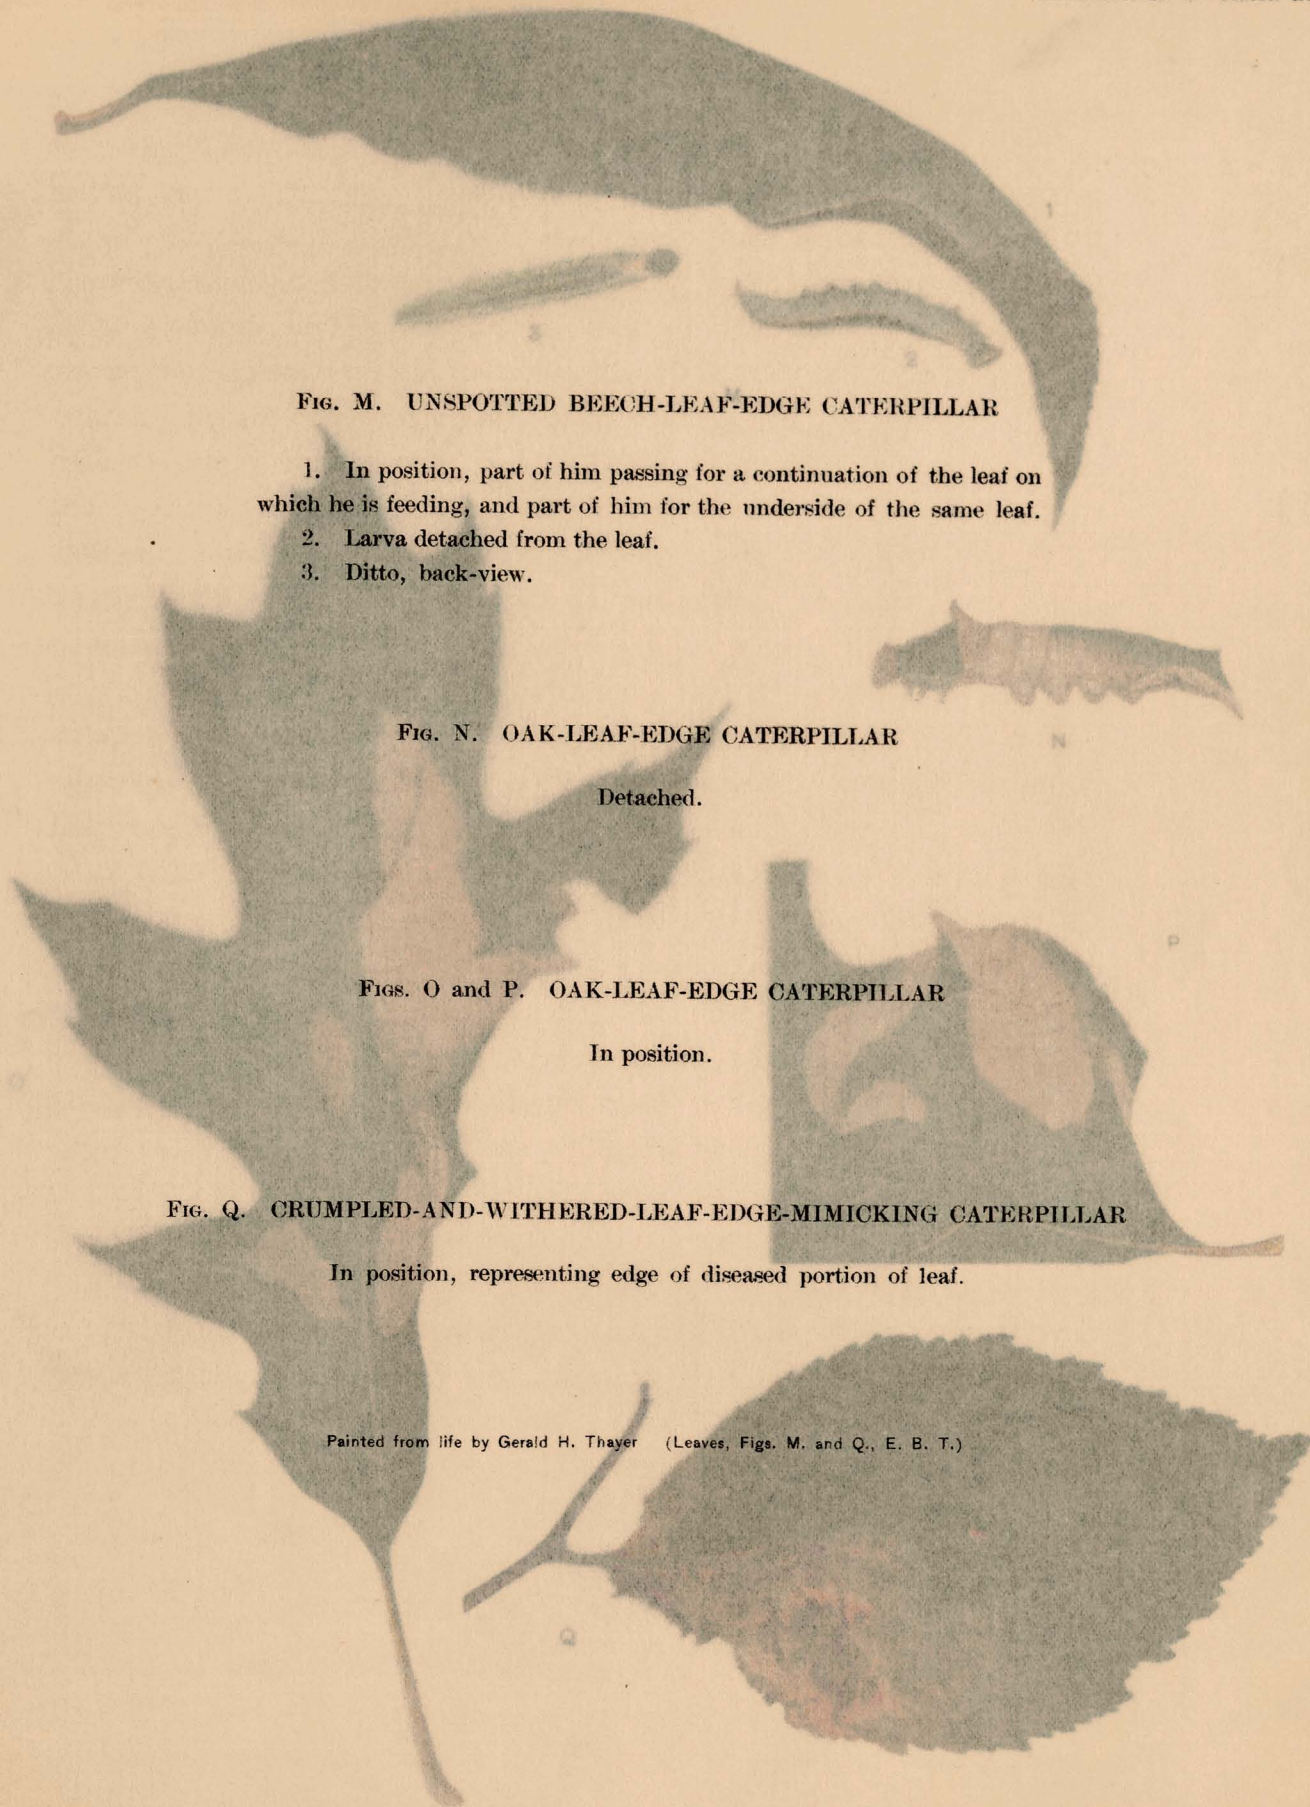 1
3
2
FIG. M. UNSPOTTED BEECH-LEAF-EDGE CATERPILLAR
1. In position, part of him passing for a continuation of the leaf on
which he is feeding, and part of him for the underside of the same leaf.
2. Larva detached from the leaf.
3. Ditto, back-view.
FIG. N. OAK-LEAF-EDGE CATERPILLAR
N
Detached.
P
FIGS. O and P. OAK-LEAF-EDGE CATERPILLAR
In position.
O
FIG. Q. CRUMPLED-AND-WITHERED-LEAF-EDGE-MIMICKING CATERPILLAR
In position, representing edge of diseased portion of leaf.
Painted from life by Gerald H. Thayer (Leaves, Figs. M. and Q., E. B. T.)
Q